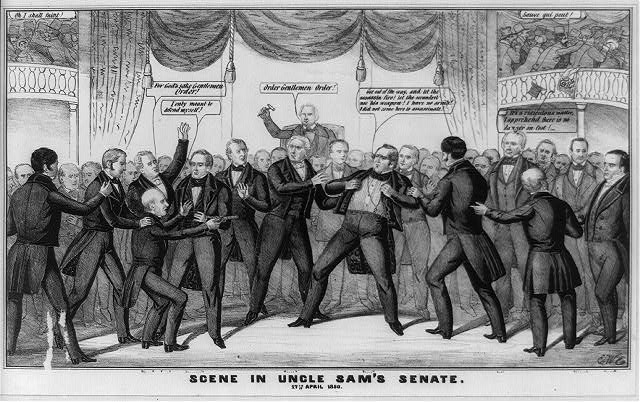 Oh I shall faint!
Sauve qui peut!
For God's sake Gentlemen
Order!
I only meant to
defend myself!
Order Gentlemen Order!
Get out of the way, and let the
assassin fire! let the scoundrel
use his weapon! I have no arm's!
I did not come here to assassinate!
It's a ridiculous matter,
I apprehend there is no
danger on foot!
E.W.C.
SCENE IN UNCLE SAM'S SENATE.
17TH APRIL 1850.